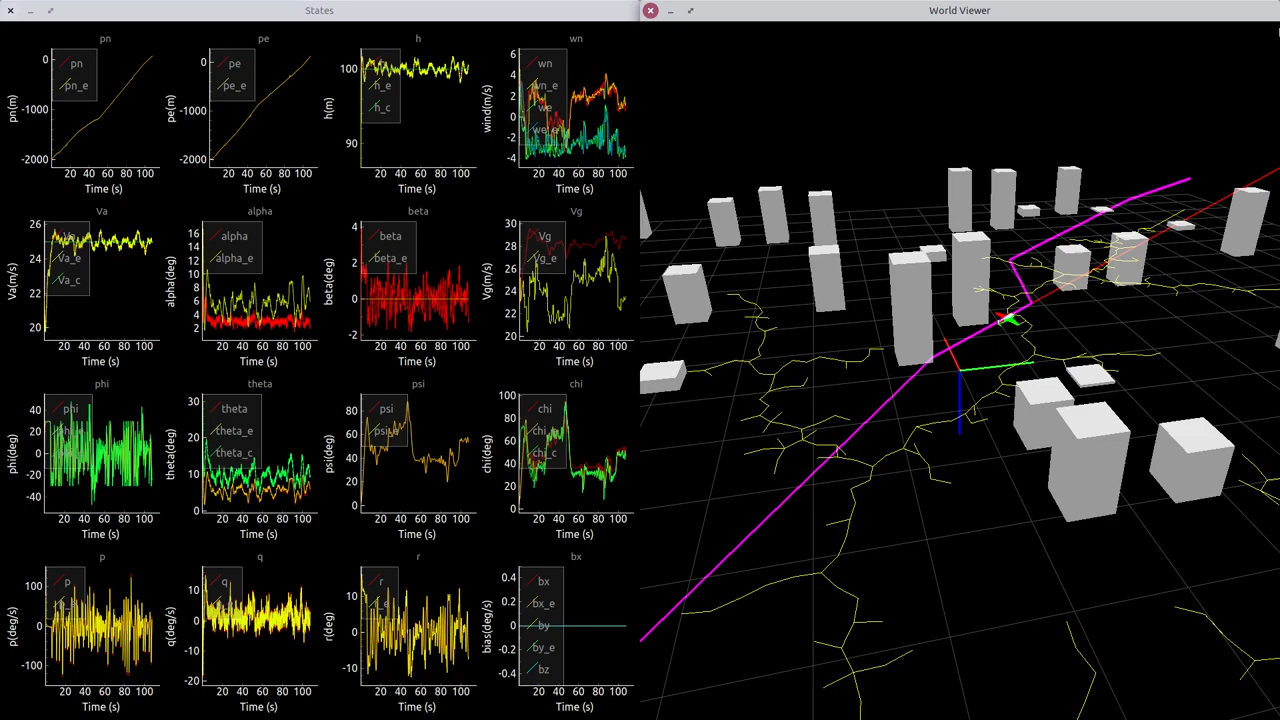 States
World Viewer
pn
pe
h
wn
pn(m)
0
-1000
-2000
pn
pn_e
20 40 60 80 100
Time (s)
pe(m)
0
-1000
-2000
pe
pe_e
20 40 60 80 100
Time (s)
h(m)
100
90
h_e
h_c
20 40 60 80 100
Time (s)
wind(m/s)
6
4
2
0
-2
-4
wn
wn_e
we
we_e
20 40 60 80 100
Time (s)
Va
alpha
beta
Vg
Va(m/s)
26
24
22
20
Va
Va_e
Va_c
20 40 60 80 100
Time (s)
alpha(deg)
16
14
12
10
8
6
4
2
alpha
alpha_e
20 40 60 80 100
Time (s)
beta(deg)
4
2
0
-2
beta
beta_e
20 40 60 80 100
Time (s)
Vg(m/s)
30
28
26
24
22
20
Vg
Vg_e
20 40 60 80 100
Time (s)
phi
theta
psi
chi
phi(deg)
40
20
0
-20
-40
phi
20 40 60 80 100
Time (s)
theta(deg)
30
20
10
0
theta
theta_e
theta_c
20 40 60 80 100
Time (s)
psi(deg)
80
60
40
20
0
psi
psi_e
20 40 60 80 100
Time (s)
chi(deg)
100
80
60
40
20
0
chi
chi_c
20 40 60 80 100
Time (s)
p
q
r
bx
p(deg/s)
100
0
-100
p
20 40 60 80 100
Time (s)
q(deg/s)
10
0
-10
-20
q
20 40 60 80 100
Time (s)
r(deg/s)
10
0
-10
r
20 40 60 80 100
Time (s)
bias(deg/s)
0.4
0.2
0
-0.2
-0.4
bx
bx_e
by
by_e
bz
20 40 60 80 100
Time (s)